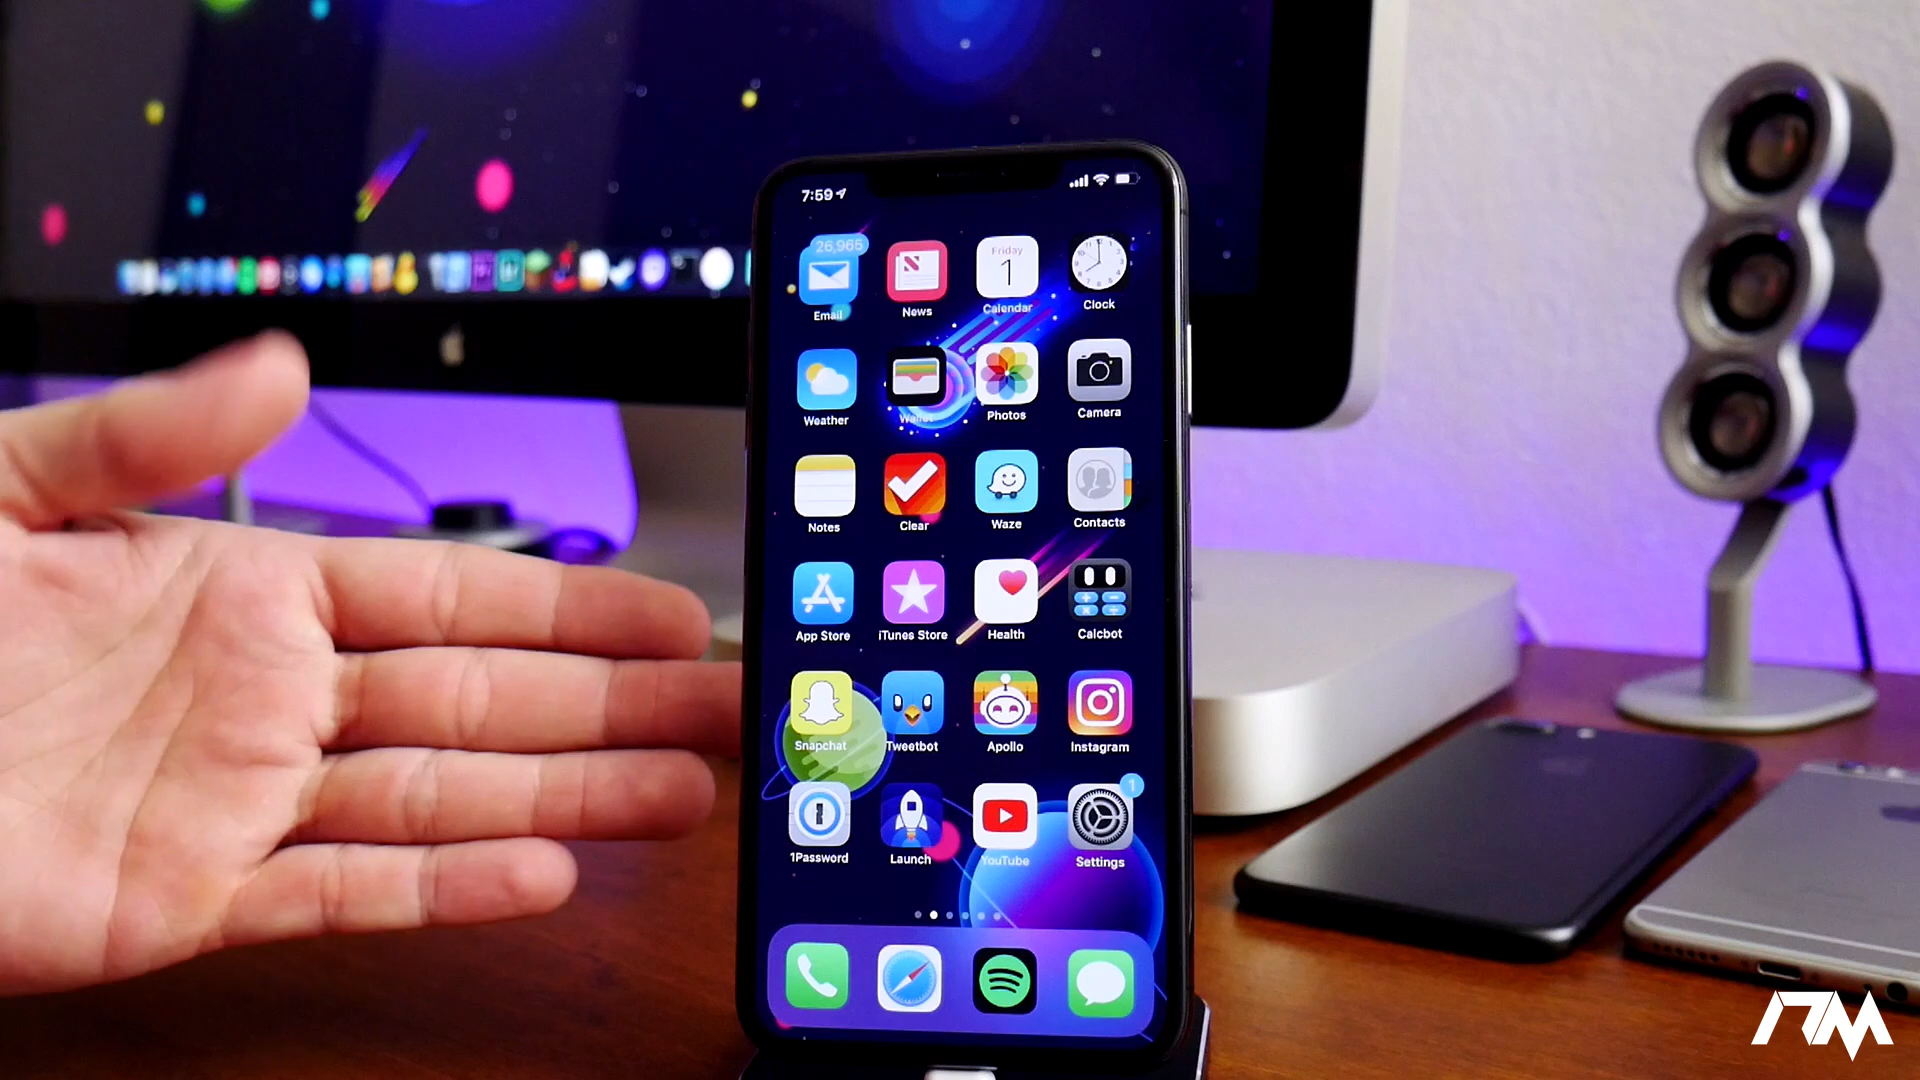 7:59
26,965
Friday
1
Email
News
Calendar
Clock
Weather
Wallet
Photos
Camera
Notes
Clear
Waze
Contacts
App Store
iTunes Store
Health
Calcbot
Snapchat
Tweetbot
Apollo
Instagram
1
1Password
Launch
YouTube
Settings